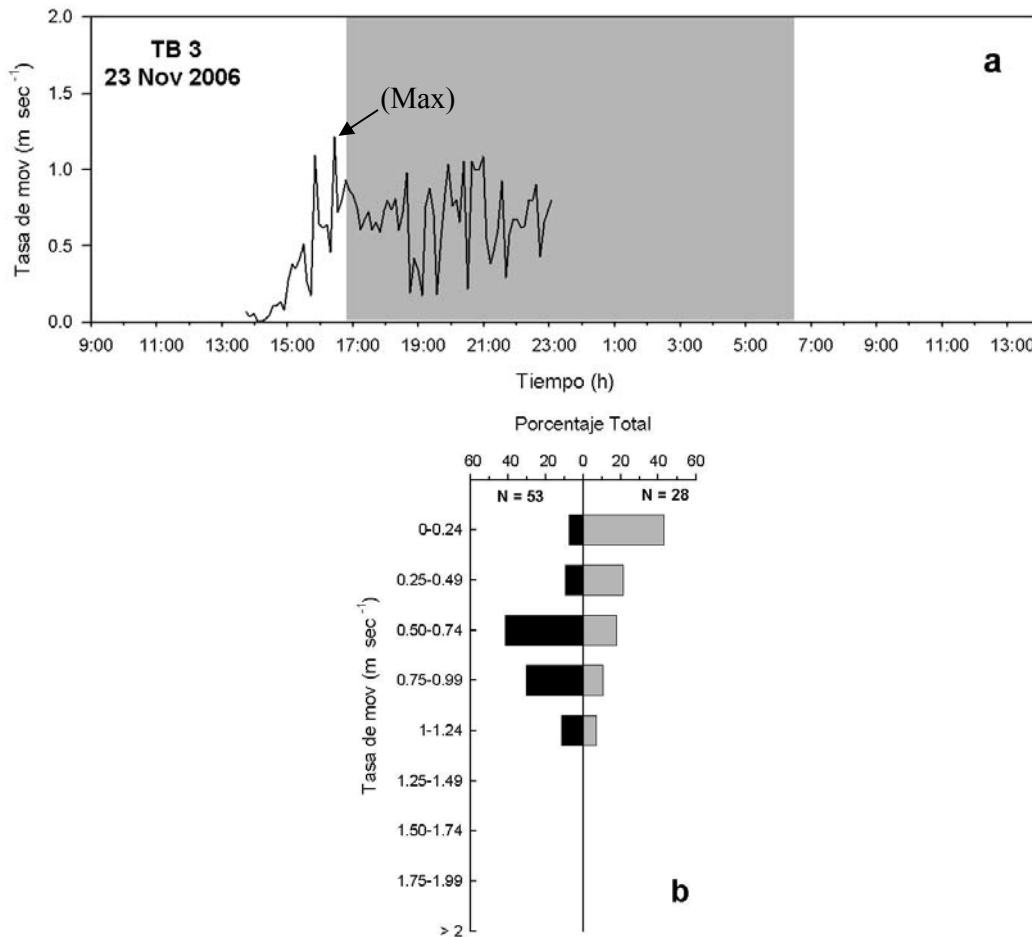 2.0
1.5
1.0
0.5
0.0
Tasa de mov (m sec -1)
TB 3
23 Nov 2006
(Max)
a
9:00 11:00 13:00 15:00 17:00 19:00 21:00 23:00 1:00 3:00 5:00 7:00 9:00 11:00 13:00
Tiempo (h)
Porcentaje Total
60 40 20 0 20 40 60
N = 53 N = 28
Tasa de mov (m sec -1)
0-0.24
0.25-0.49
0.50-0.74
0.75-0.99
1-1.24
1.25-1.49
1.50-1.74
1.75-1.99
> 2
b